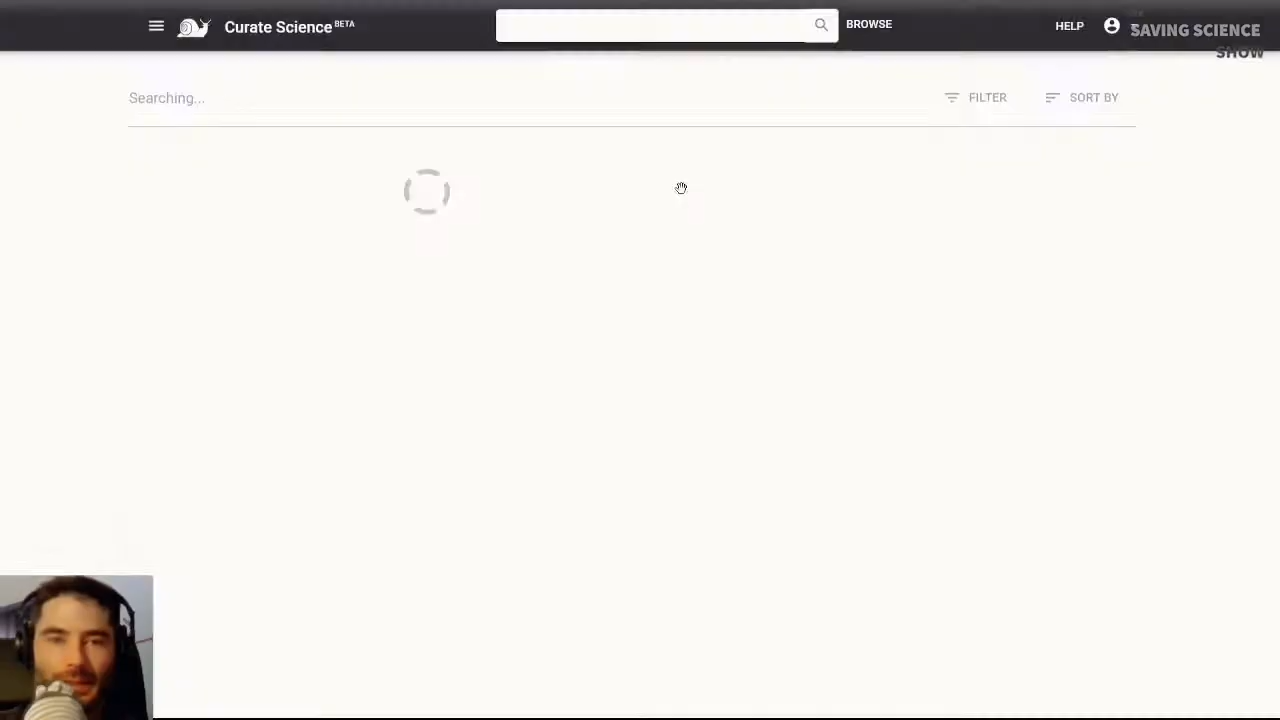 Curate Science BETA
BROWSE
HELP
SAVING SCIENCE
SHOW
Searching...
FILTER
SORT BY